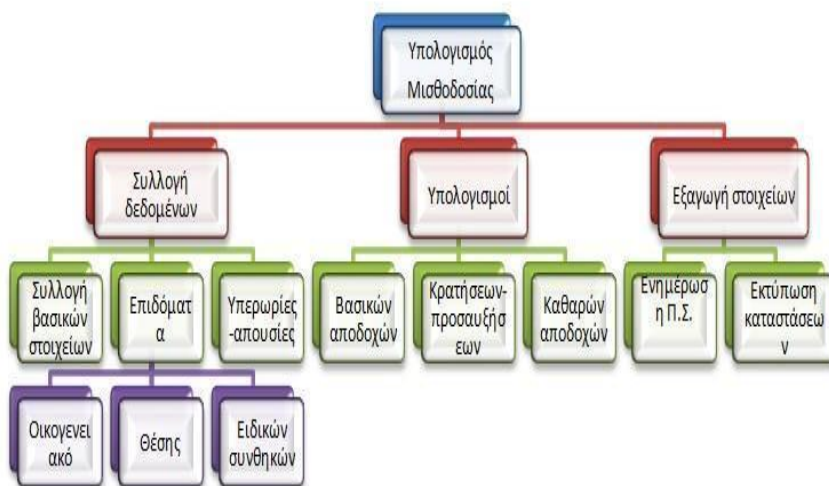 Υπολογισμός
Μισθοδοσίας
Συλλογή
δεδομένων
Υπολογισμοί
Εξαγωγή στοιχείων
Συλλογή
βασικών
στοιχείων
Επιδόματ
α
Υπερωρίες
-απουσίες
Βασικών
αποδοχών
Κρατήσεων-
προσαυξήσ
εων
Καθαρών
αποδοχών
Ενημέρωσ
η Π.Σ.
Εκτύπωση
καταστάσεω
ν
Οικογενει
ακό
Θέσης
Ειδικών
συνθηκών